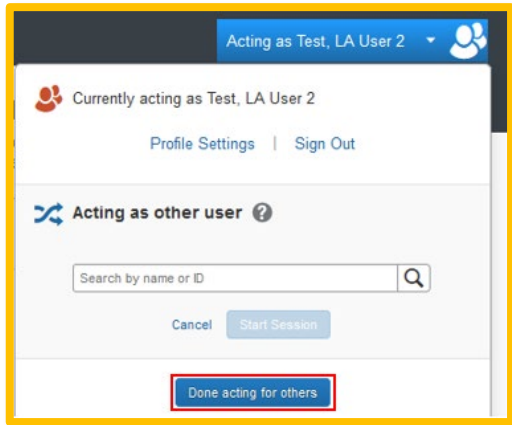 Acting as Test, LA User 2
Currently acting as Test, LA User 2
Profile Settings | Sign Out
Acting as other user ?
Search by name or ID
Cancel Start Session
Done acting for others